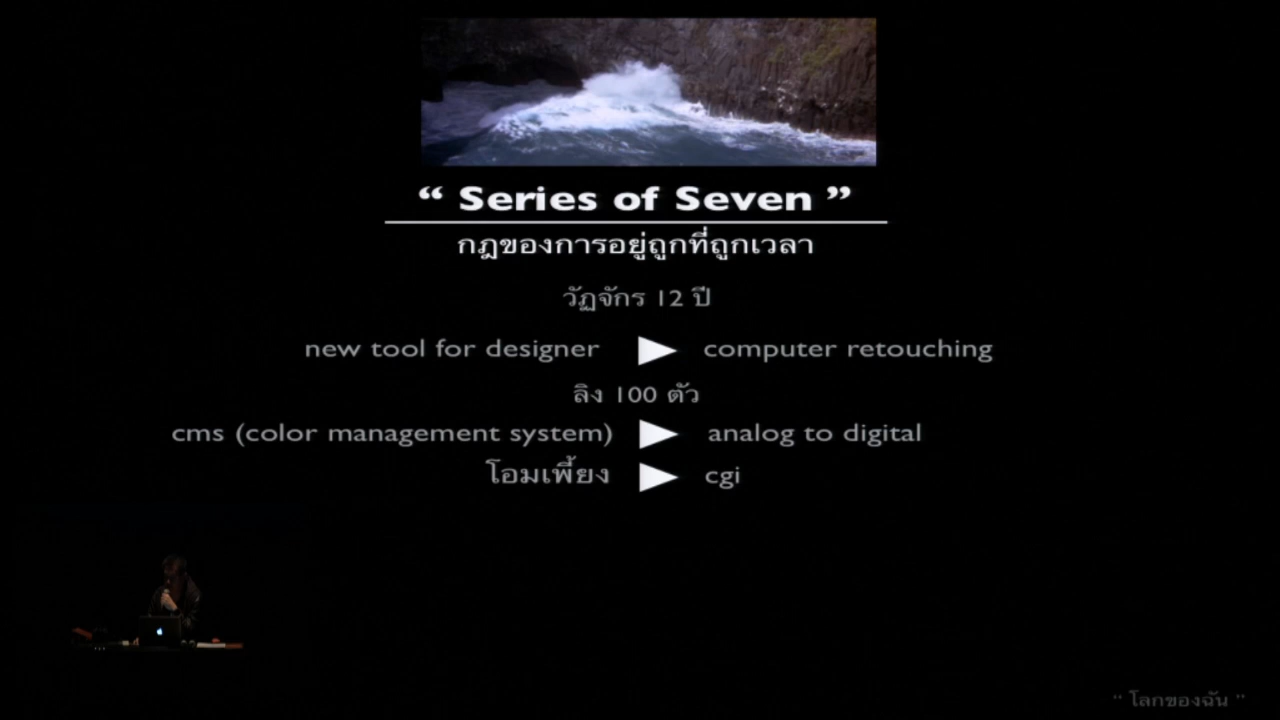 “ Series of Seven ”
กฎของการอยู่ถูกที่ถูกเวลา
วัฏจักร 12 ปี
new tool for designer ▶ computer retouching
ลิง 100 ตัว
cms (color management system) ▶ analog to digital
โอมเพี้ยง ▶ cgi
“ โลกของฉัน ”